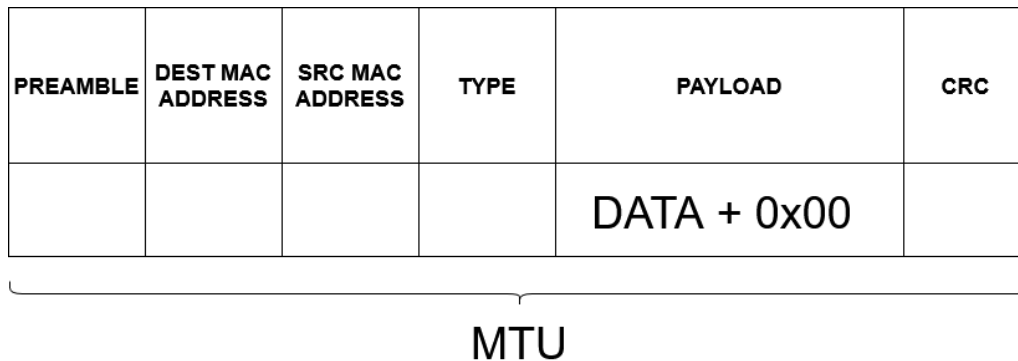 PREAMBLE
DEST MAC
ADDRESS
SRC MAC
ADDRESS
TYPE
PAYLOAD
CRC
DATA + 0x00
MTU